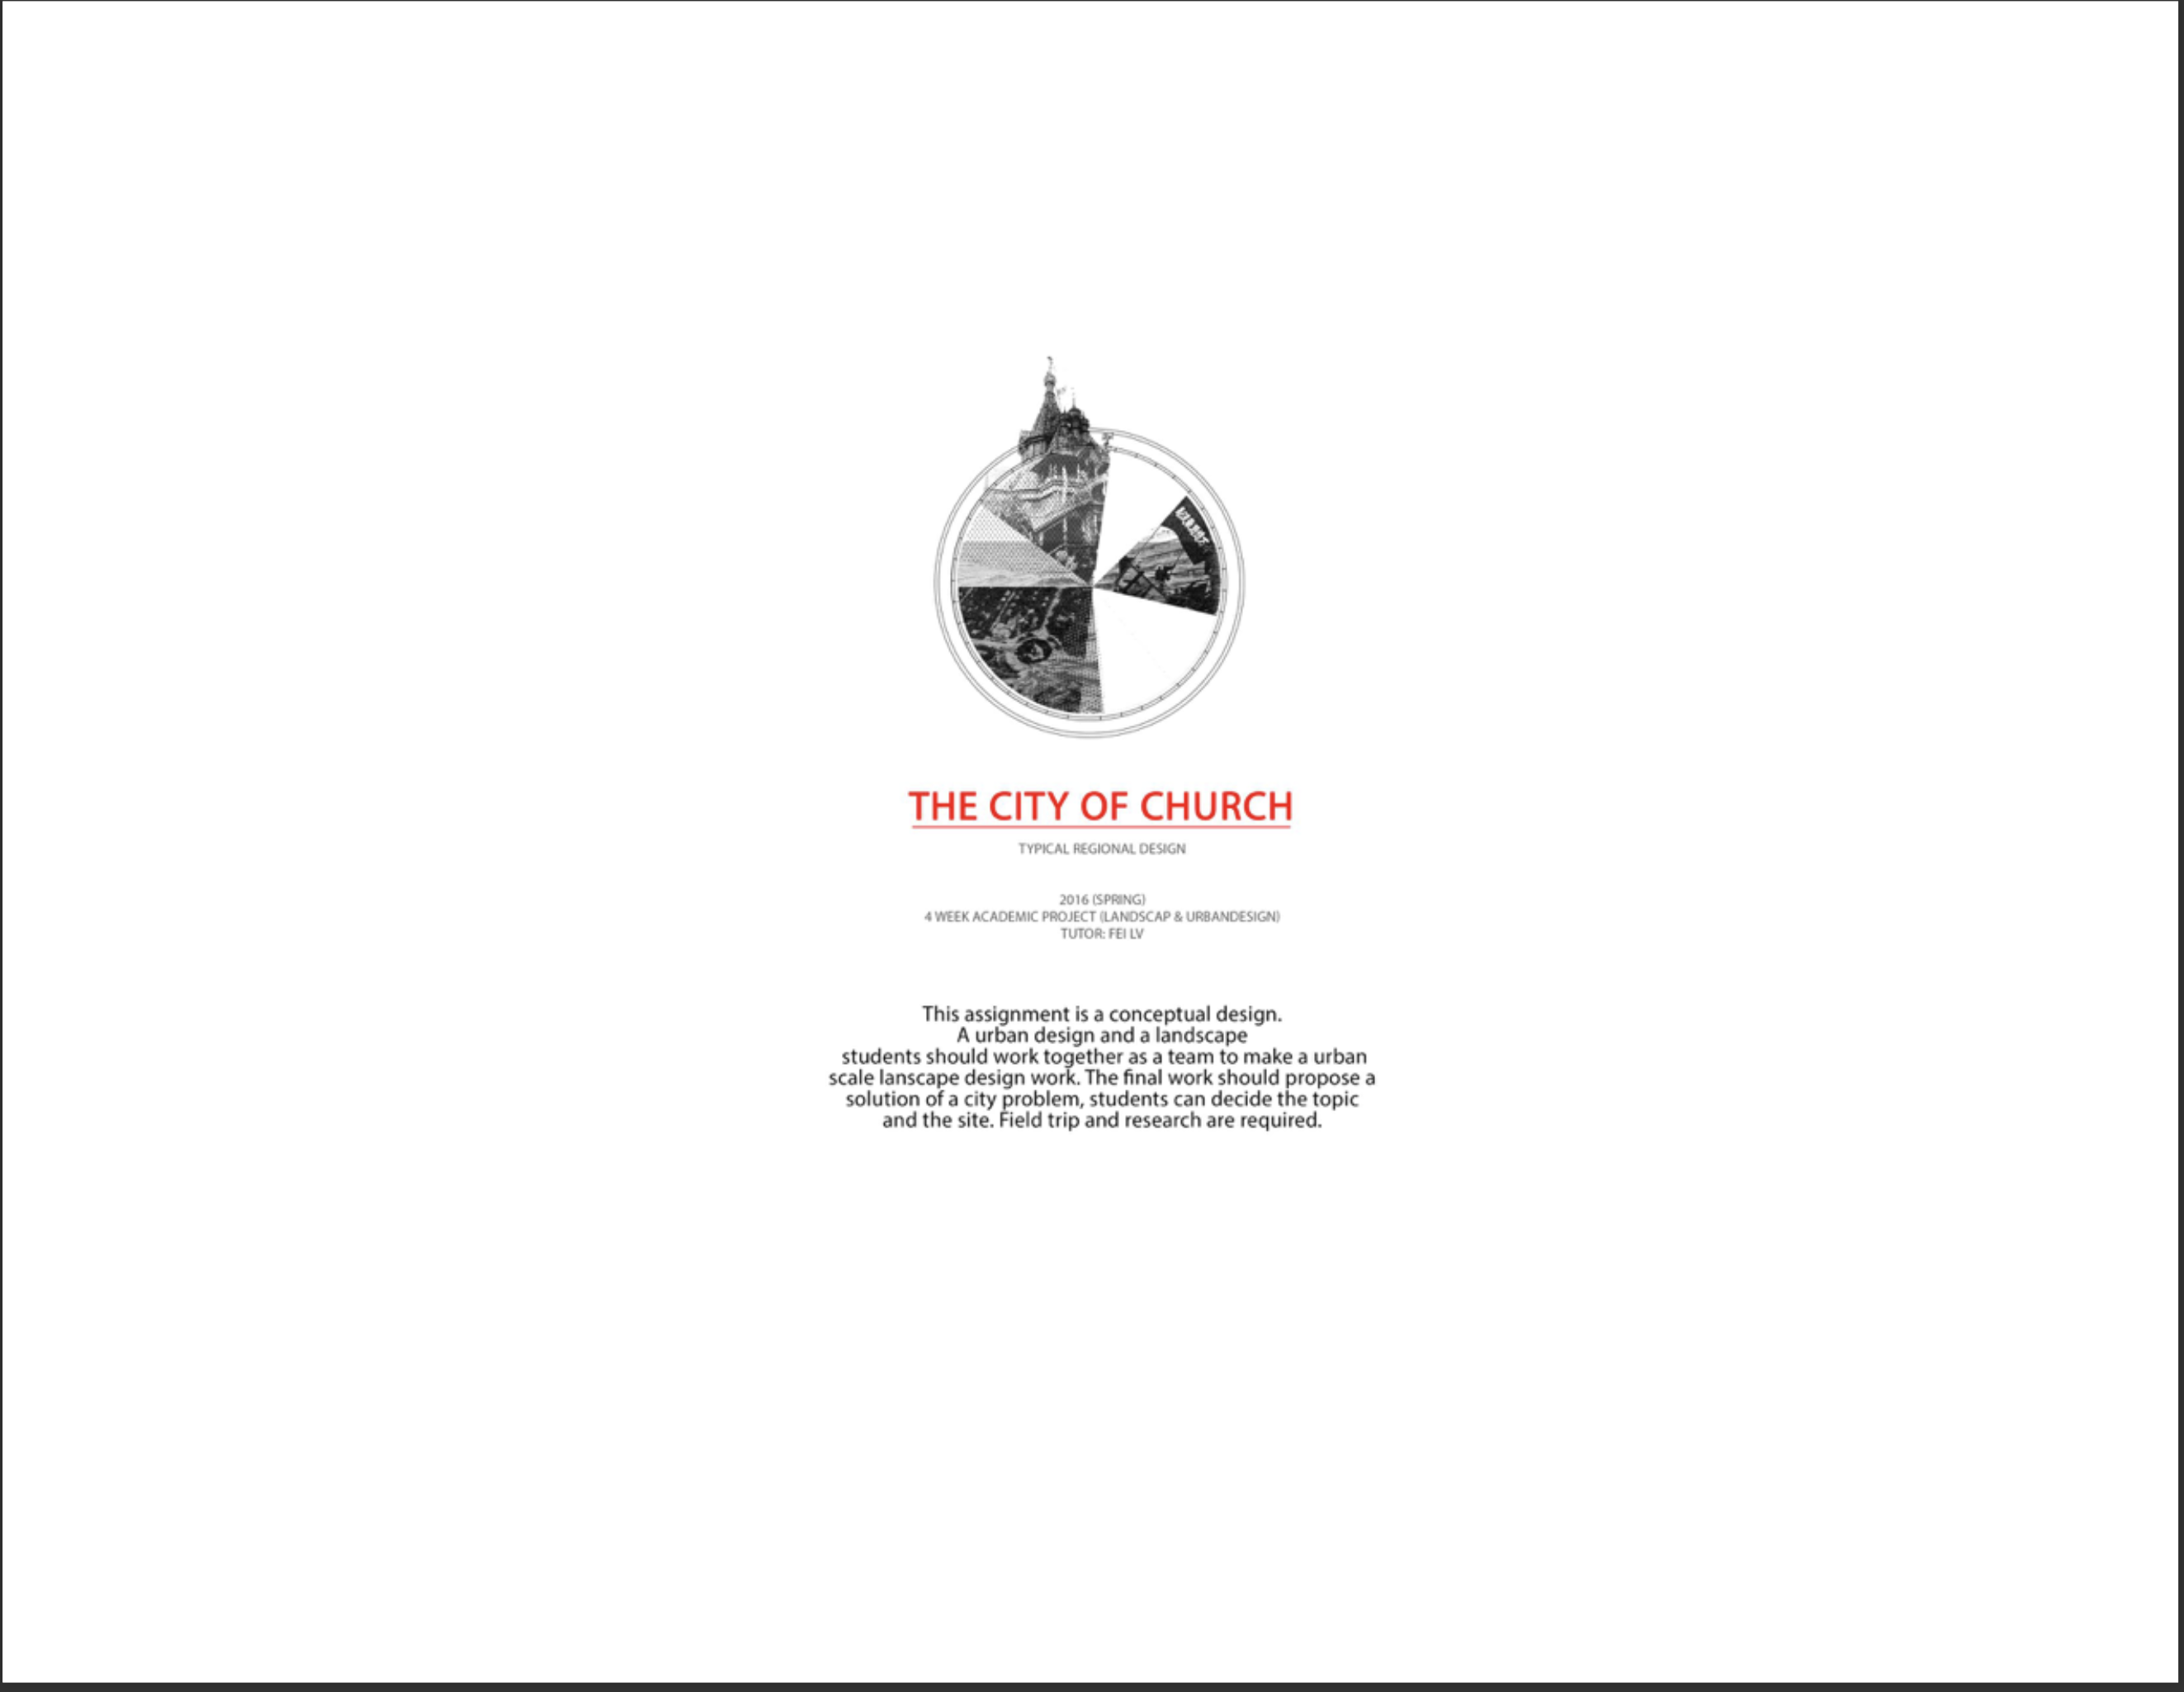 THE CITY OF CHURCH
TYPICAL REGIONAL DESIGN
2016 (SPRING)
4 WEEK ACADEMIC PROJECT (LANDSCAP & URBANDESIGN)
TUTOR: FEI LV
This assignment is a conceptual design.
A urban design and a landscape
students should work together as a team to make a urban
scale lanscape design work. The final work should propose a
solution of a city problem, students can decide the topic
and the site. Field trip and research are required.